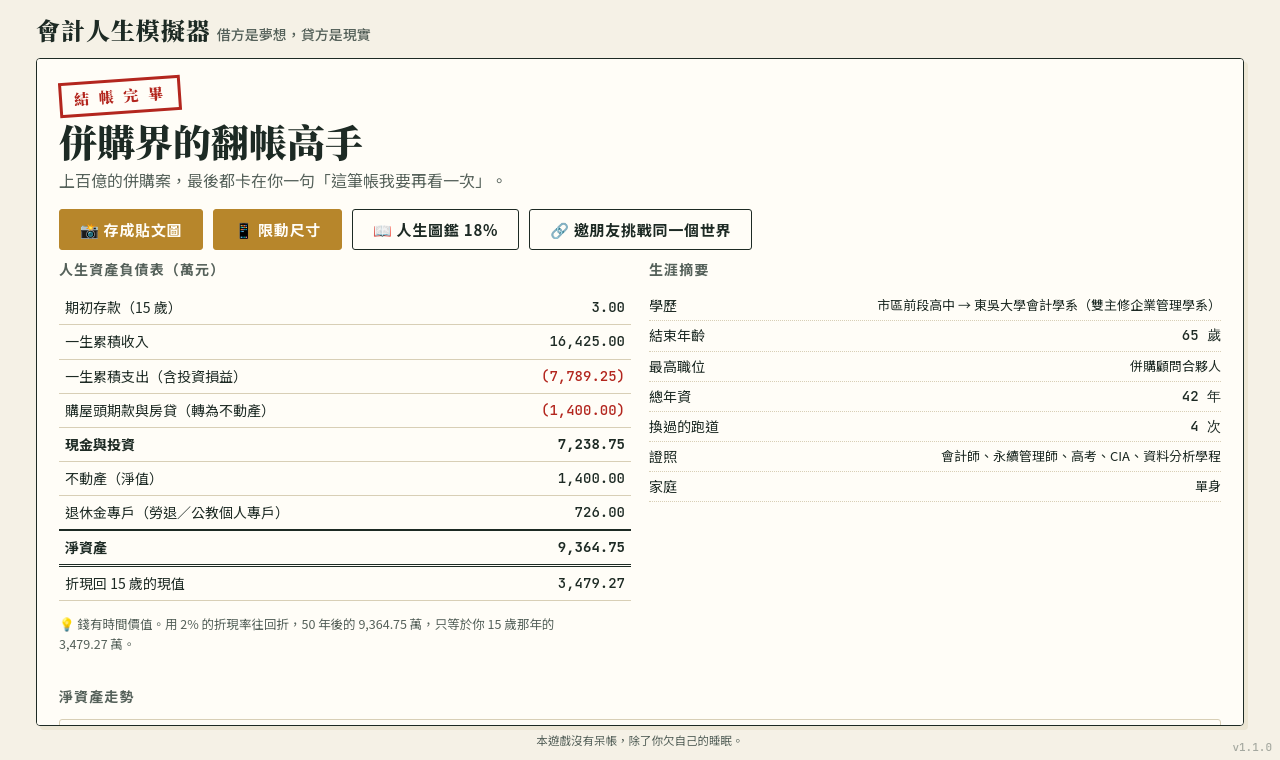 會計人生模擬器 借方是夢想，貸方是現實
結帳完畢
併購界的翻帳高手
上百億的併購案，最後都卡在你一句「這筆帳我要再看一次」。
📸 存成貼文圖
📱 限動尺寸
📖 人生圖鑑 18%
🔗 邀朋友挑戰同一個世界
人生資產負債表（萬元）
期初存款（15 歲） 3.00
一生累積收入 16,425.00
一生累積支出（含投資損益） (7,789.25)
購屋頭期款與房貸（轉為不動產） (1,400.00)
現金與投資 7,238.75
不動產（淨值） 1,400.00
退休金專戶（勞退／公教個人專戶） 726.00
淨資產 9,364.75
折現回 15 歲的現值 3,479.27
💡 錢有時間價值。用 2% 的折現率往回折，50 年後的 9,364.75 萬，只等於你 15 歲那年的
3,479.27 萬。
生涯摘要
學歷 市區前段高中 → 東吳大學會計學系（雙主修企業管理學系）
結束年齡 65 歲
最高職位 併購顧問合夥人
總年資 42 年
換過的跑道 4 次
證照 會計師、永續管理師、高考、CIA、資料分析學程
家庭 單身
淨資產走勢
本遊戲沒有呆帳，除了你欠自己的睡眠。
v1.1.0